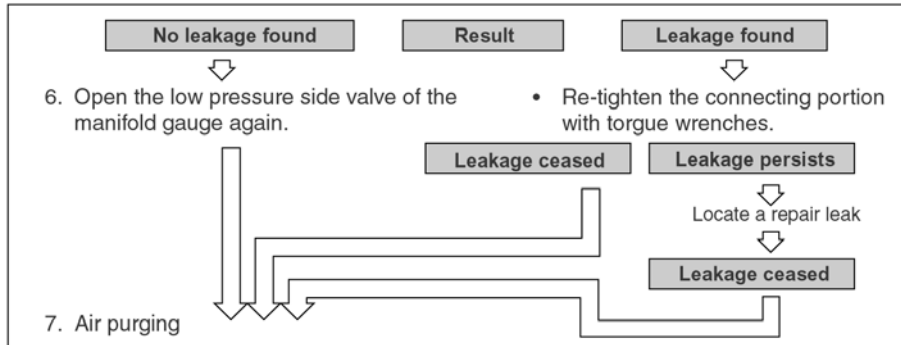 No leakage found
Result
Leakage found
6. Open the low pressure side valve of the
manifold gauge again.
• Re-tighten the connecting portion
with torgue wrenches.
Leakage ceased
Leakage persists
Locate a repair leak
Leakage ceased
7. Air purging